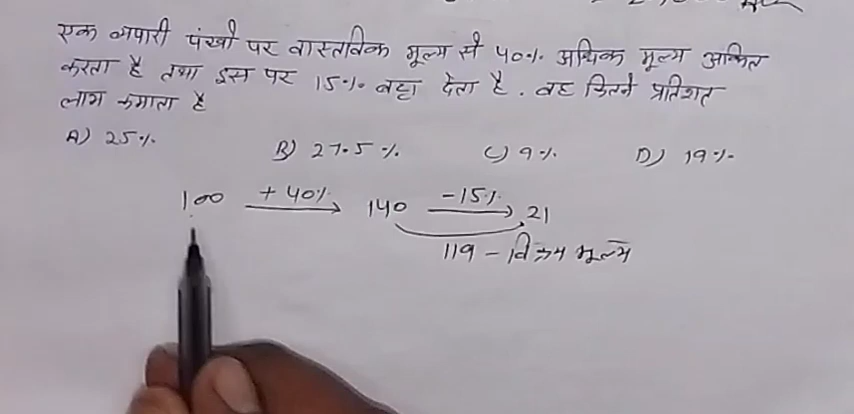 एक व्यपारी पंखो पर वास्तविक मूल्य से 40% अधिक मूल्य अंकित
करता है तथा इस पर 15% बट्टा देता है. वह कितने प्रतिशत
लाभ कमाता है
A) 25% B) 27.5% C) 9% D) 19%
100 +40% 140 -15% 21
119 - विक्रय मूल्य